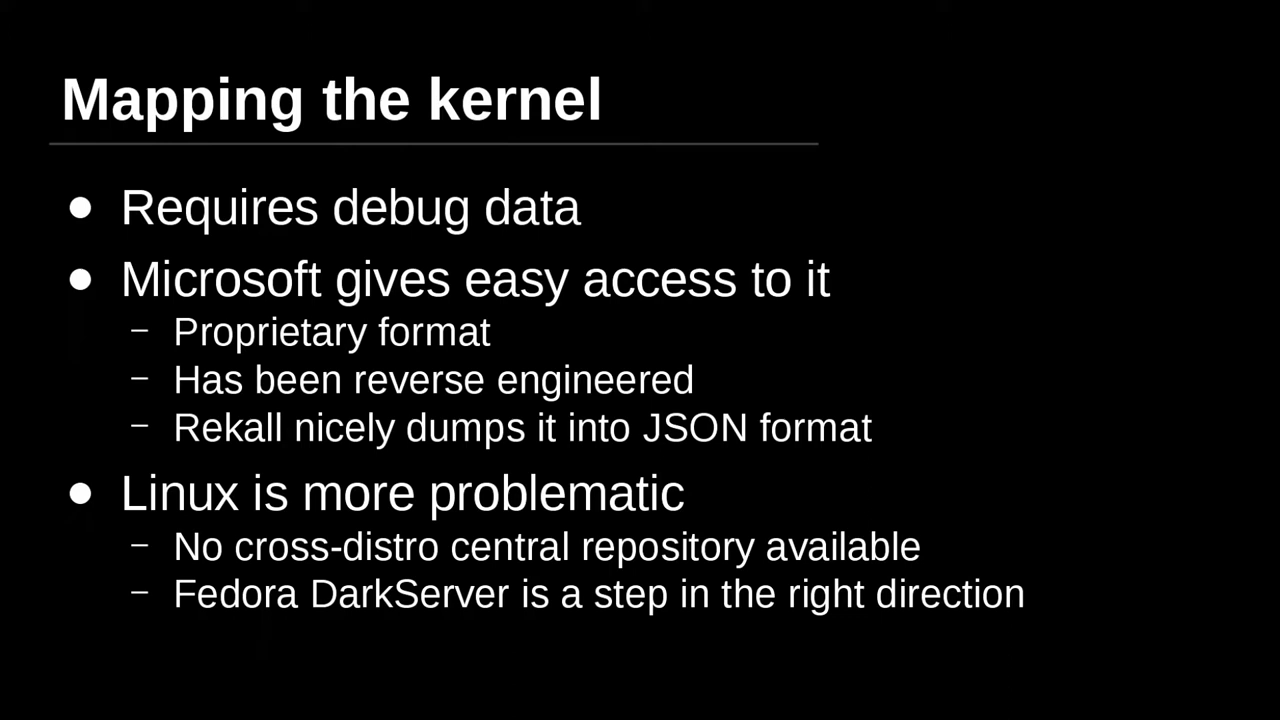 Mapping the kernel
● Requires debug data
● Microsoft gives easy access to it
– Proprietary format
– Has been reverse engineered
– Rekall nicely dumps it into JSON format
● Linux is more problematic
– No cross-distro central repository available
– Fedora DarkServer is a step in the right direction